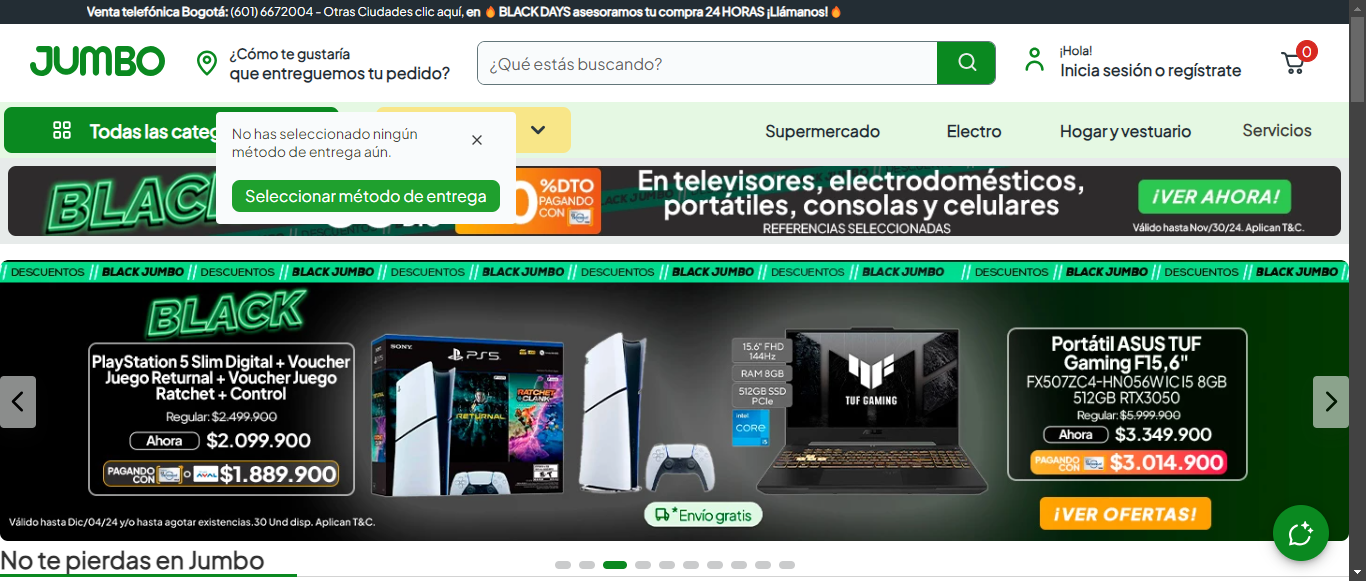 Venta telefónica Bogotá: (601) 6672004 - Otras Ciudades clic aquí, en 🔥 BLACK DAYS asesoramos tu compra 24 HORAS ¡Llámanos! 🔥
JUMBO
¿Cómo te gustaría
que entreguemos tu pedido?
¿Qué estás buscando?
¡Hola!
Inicia sesión o regístrate
0
Todas las categ
No has seleccionado ningún
método de entrega aún.
Seleccionar método de entrega
Supermercado
Electro
Hogar y vestuario
Servicios
BLACK
%DTO
PAGANDO
CON
En televisores, electrodomésticos,
portátiles, consolas y celulares
REFERENCIAS SELECCIONADAS
¡VER AHORA!
Válido hasta Nov/30/24. Aplican T&C.
// DESCUENTOS // BLACK JUMBO // DESCUENTOS // BLACK JUMBO // DESCUENTOS // BLACK JUMBO // DESCUENTOS // BLACK JUMBO // DESCUENTOS // BLACK JUMBO // DESCUENTOS // BLACK JUMBO // DESCUENTOS // BLACK JUMBO //
BLACK
PlayStation 5 Slim Digital + Voucher
Juego Returnal + Voucher Juego
Ratchet + Control
Regular: $2.499.900
Ahora $2.099.900
PAGANDO
CON
o
AVAL
$1.889.900
Válido hasta Dic/04/24 y/o hasta agotar existencias.30 Und disp. Aplican T&C.
SONY
PS5
RETURNAL
RATCHET
CLANK
*Envío gratis
15.6" FHD
144Hz
RAM 8GB
512GB SSD
PCIe
intel
CORE
i5
TUF GAMING
Portátil ASUS TUF
Gaming F15,6"
FX507ZC4-HN056W IC I5 8GB
512GB RTX3050
Regular: $5.999.900
Ahora $3.349.900
PAGANDO
CON
$3.014.900
¡VER OFERTAS!
No te pierdas en Jumbo